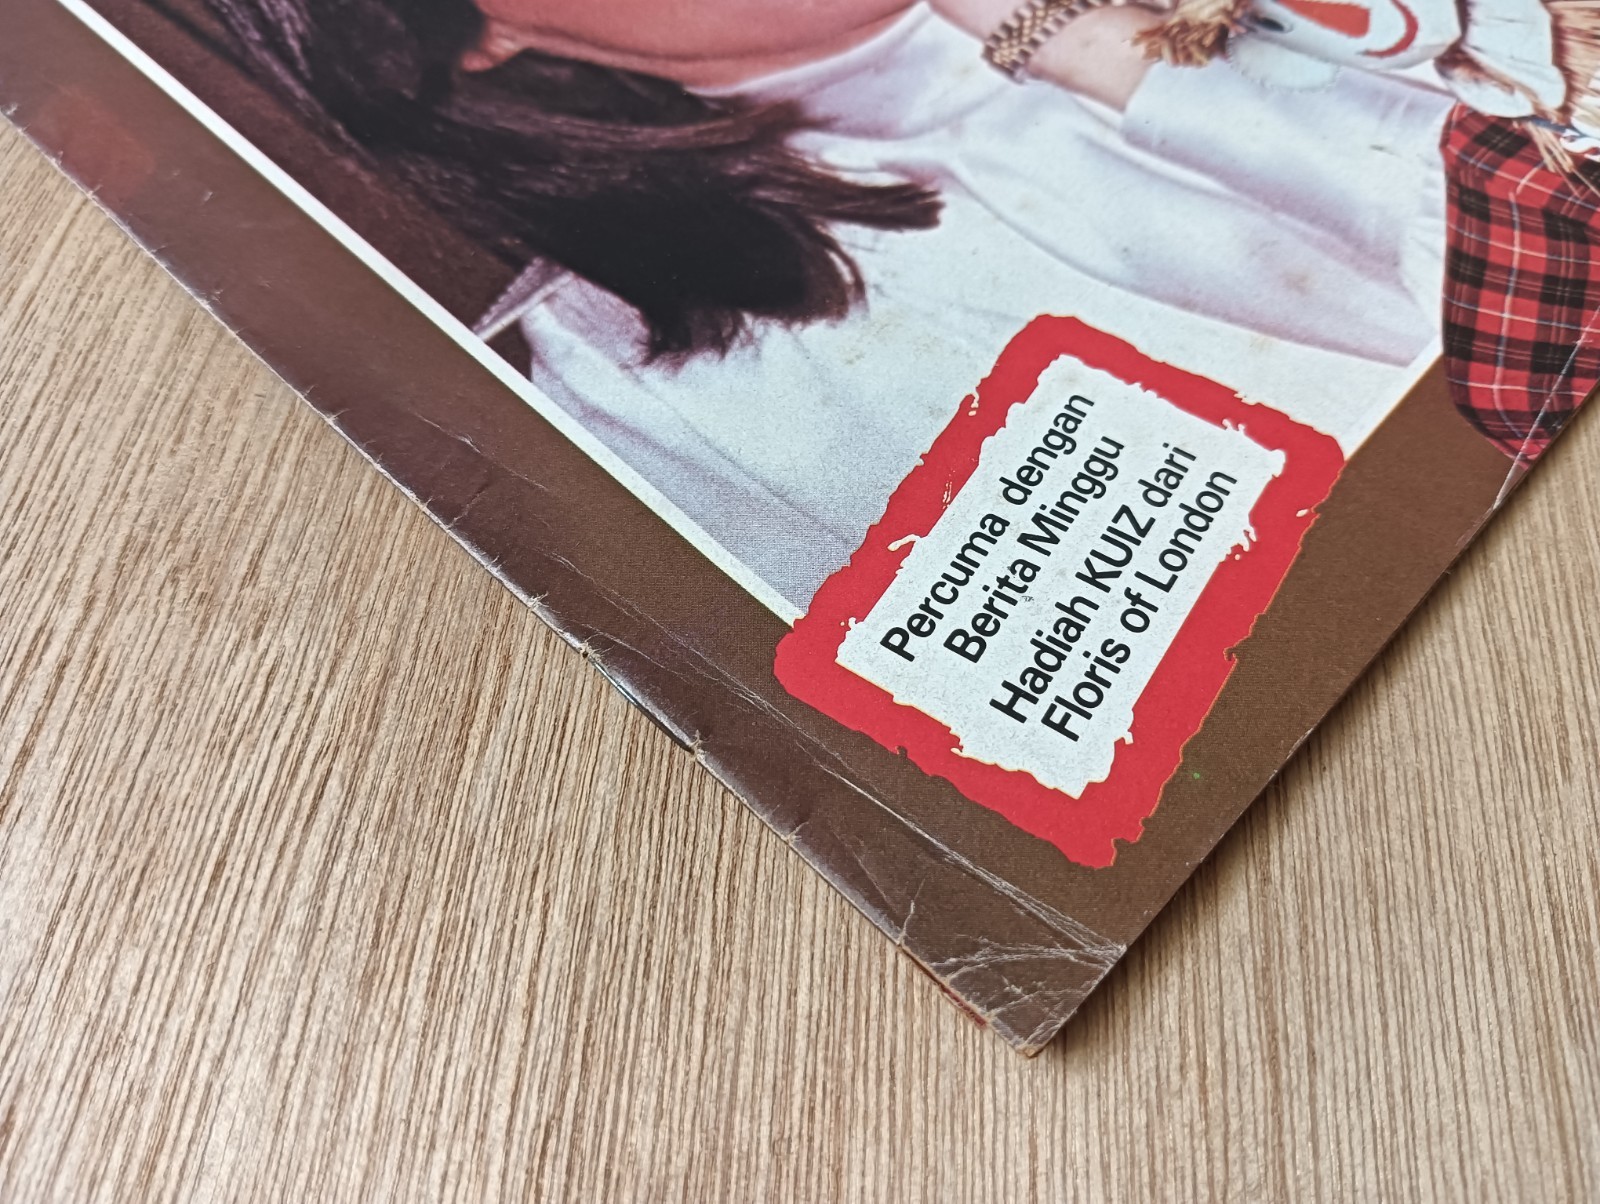 Percuma dengan
Berita Minggu
Hadiah KUIZ dari
Floris of London